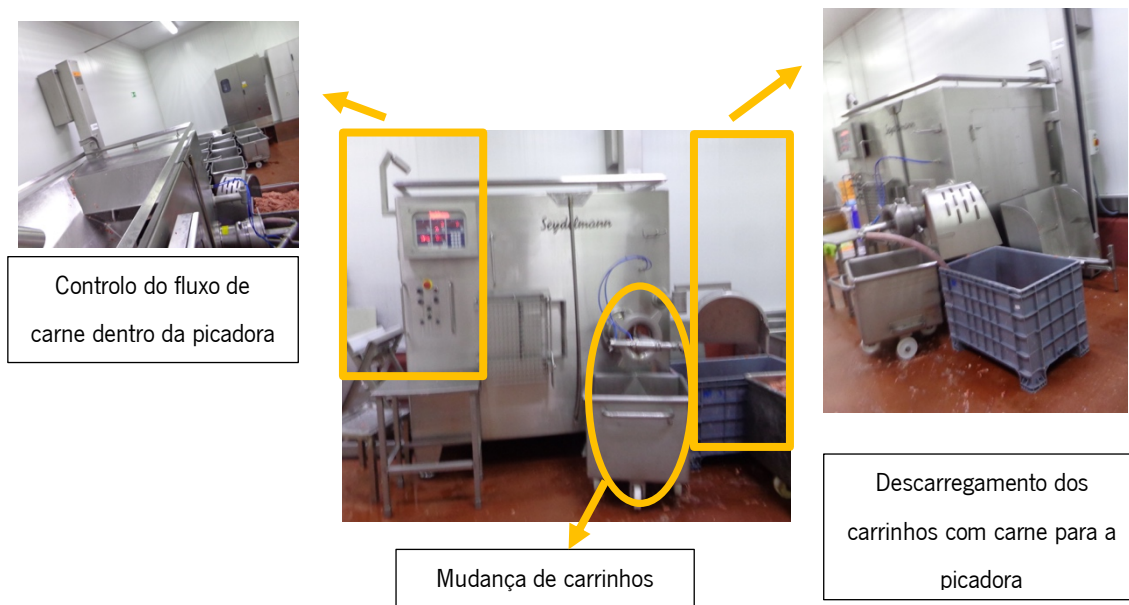 Seydelmann
Seydelmann
Controlo do fluxo de
carne dentro da picadora
Mudança de carrinhos
Descarregamento dos
carrinhos com carne para a
picadora